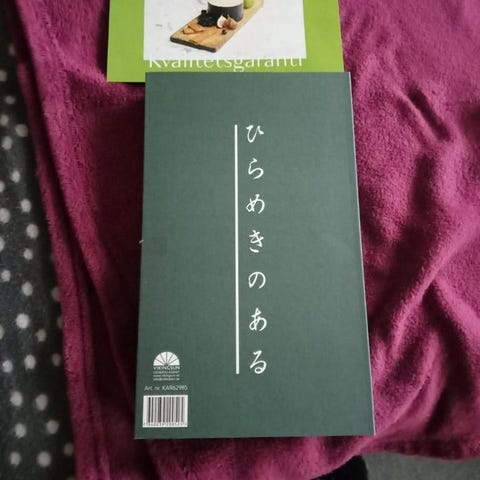 Kvalitetsgaranti
ひらめきのある
VIKINGSUN
Art. nr. KAR62985